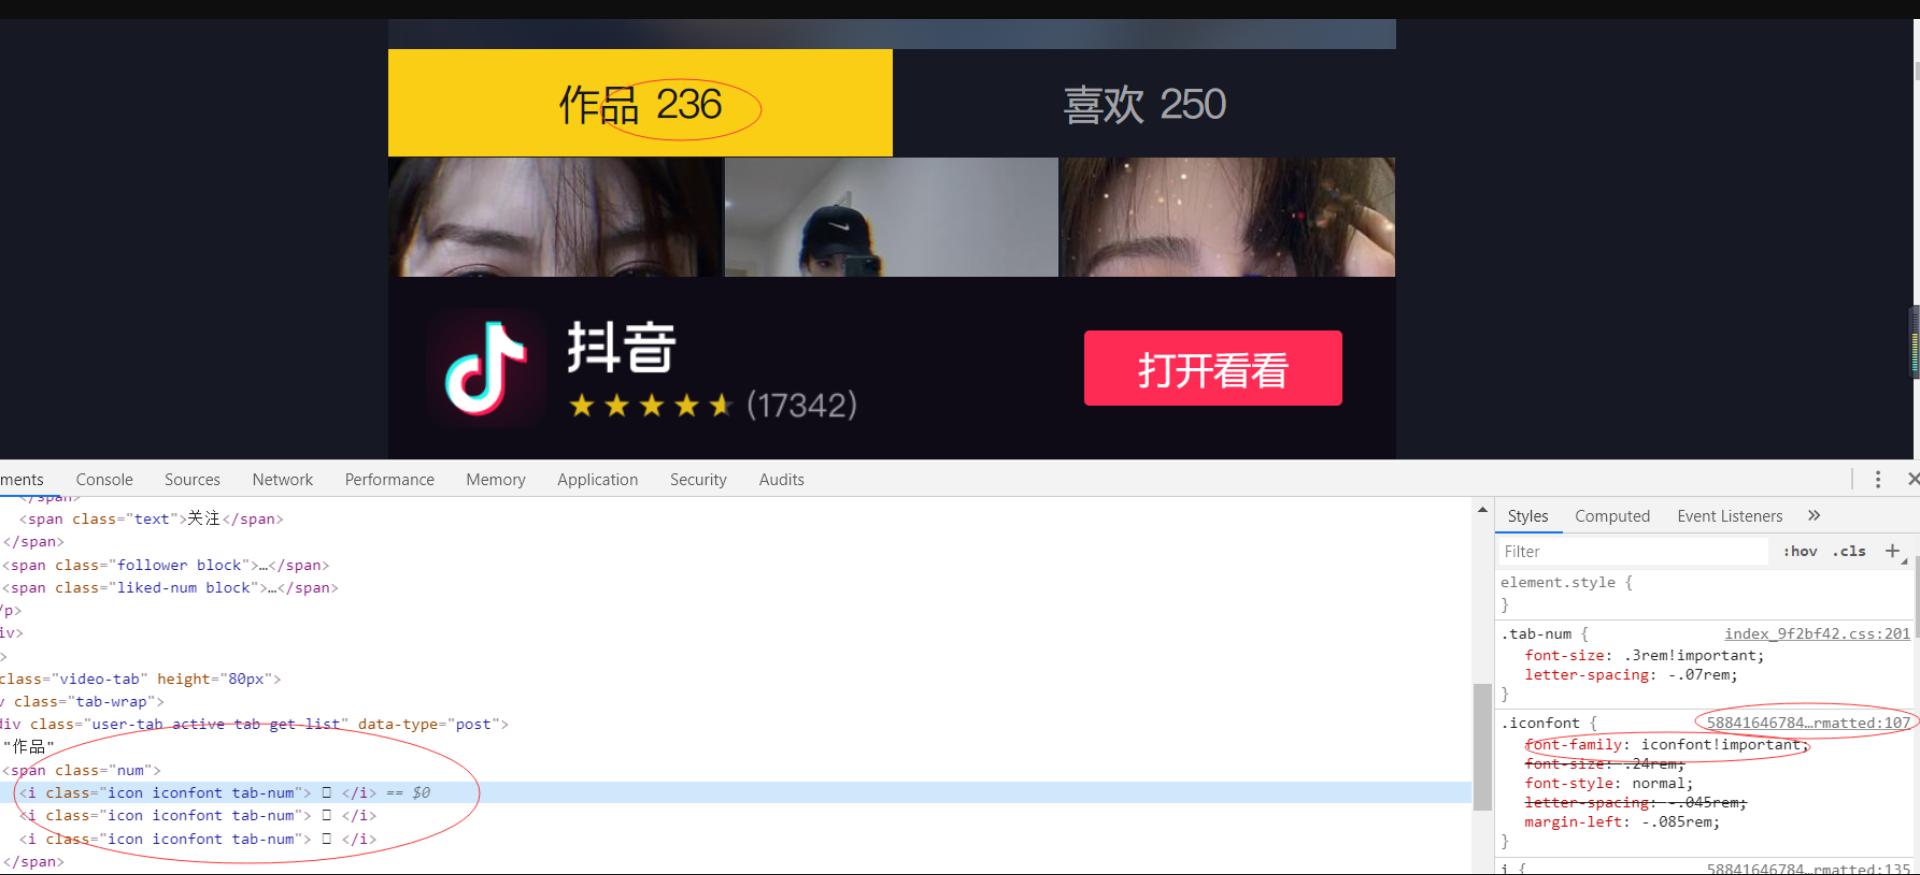 作品 236
喜欢 250
抖音
(17342)
打开看看
ments Console Sources Network Performance Memory Application Security Audits
</span>
<span class="text">关注</span>
</span>
<span class="follower block">…</span>
<span class="liked-num block">…</span>
/p>
iv>
>
class="video-tab" height="80px">
v class="tab-wrap">
div class="user-tab active tab get-list" data-type="post">
"作品"
<span class="num">
<i class="icon iconfont tab-num">  </i> == $0
<i class="icon iconfont tab-num">  </i>
<i class="icon iconfont tab-num">  </i>
</span>
Styles Computed Event Listeners »
Filter :hov .cls +
element.style {
}
.tab-num { index_9f2bf42.css:201
font-size: .3rem!important;
letter-spacing: -.07rem;
}
.iconfont { 58841646784…rmatted:107
font-family: iconfont!important;
font-size: .24rem;
font-style: normal;
letter-spacing: -.045rem;
margin-left: -.085rem;
}
i { 58841646784…rmatted:135